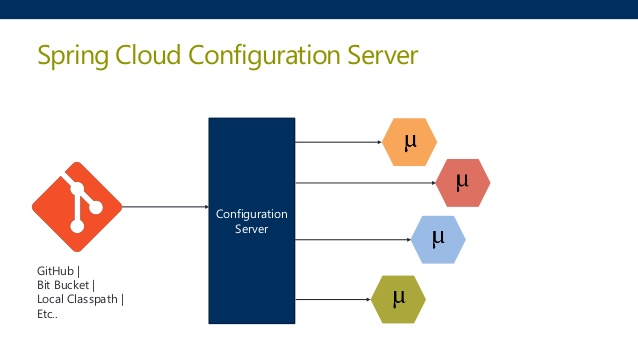 Spring Cloud Configuration Server
μ
μ
Configuration
Server
μ
GitHub |
Bit Bucket |
Local Classpath |
Etc..
μ